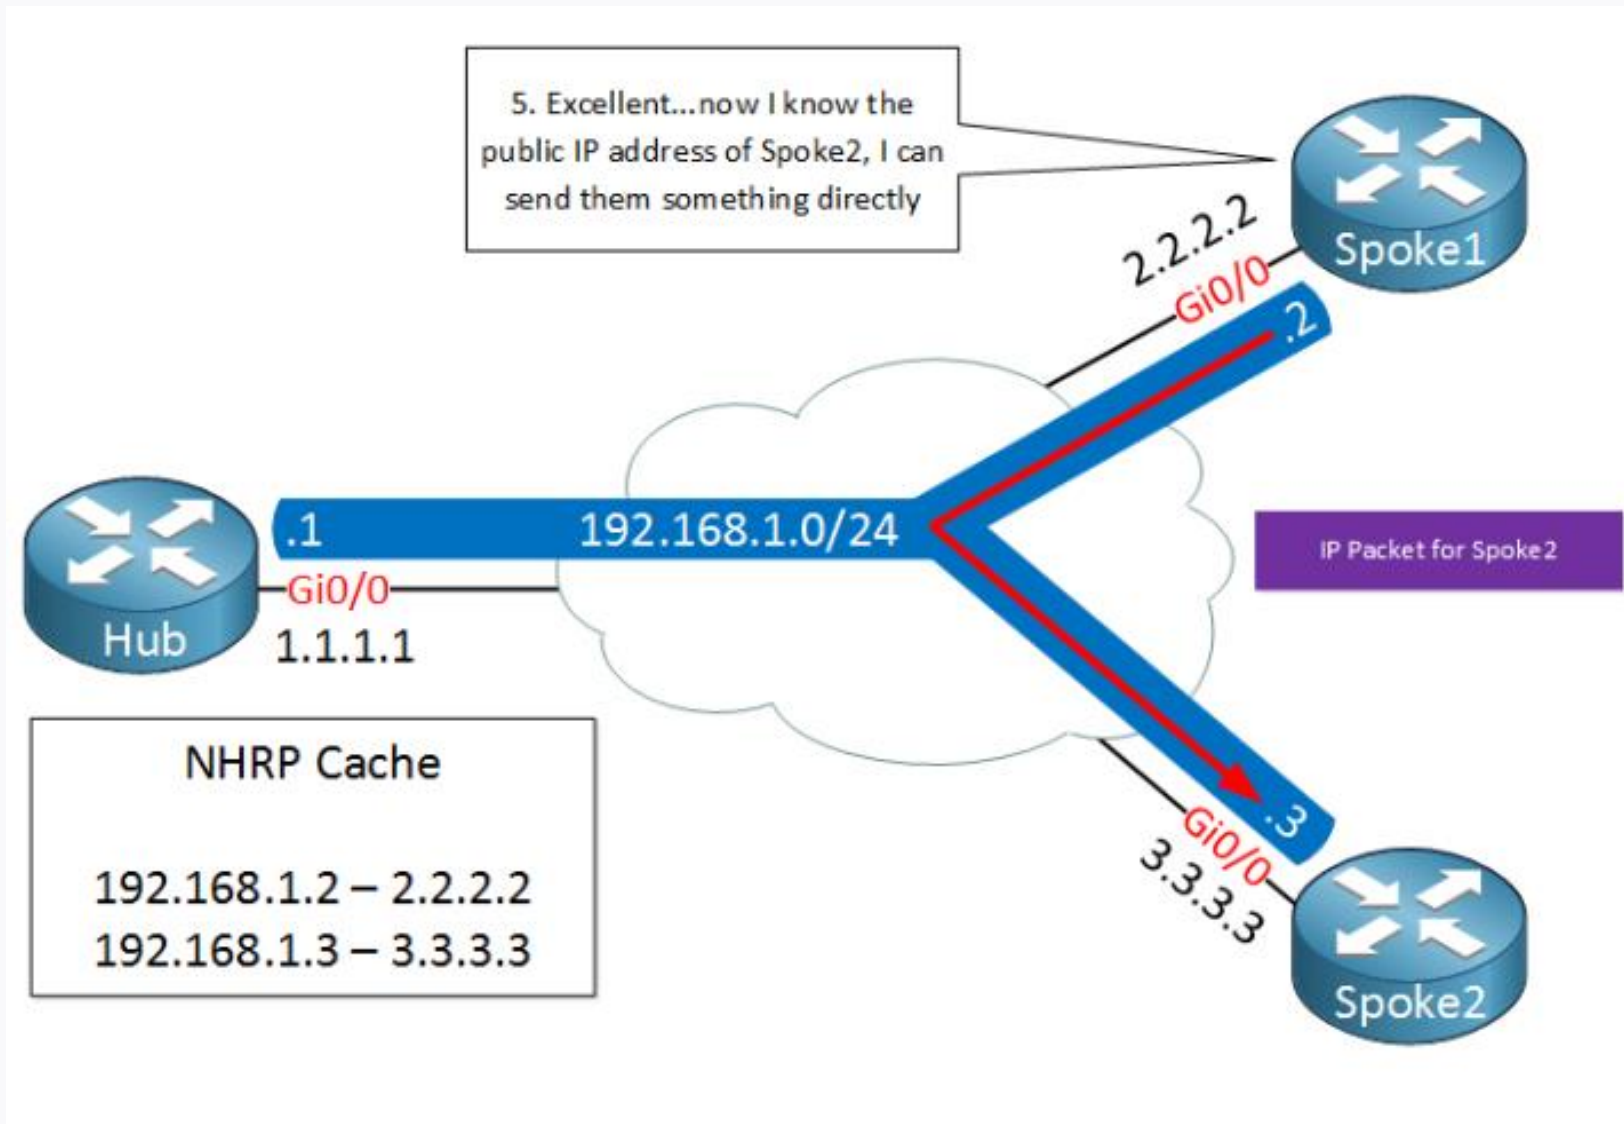 5. Excellent...now I know the
public IP address of Spoke2, I can
send them something directly
Spoke1
2.2.2.2
Gi0/0
.2
.1
192.168.1.0/24
IP Packet for Spoke2
Gi0/0
Hub
1.1.1.1
NHRP Cache
192.168.1.2 – 2.2.2.2
192.168.1.3 – 3.3.3.3
.3
Gi0/0
3.3.3.3
Spoke2